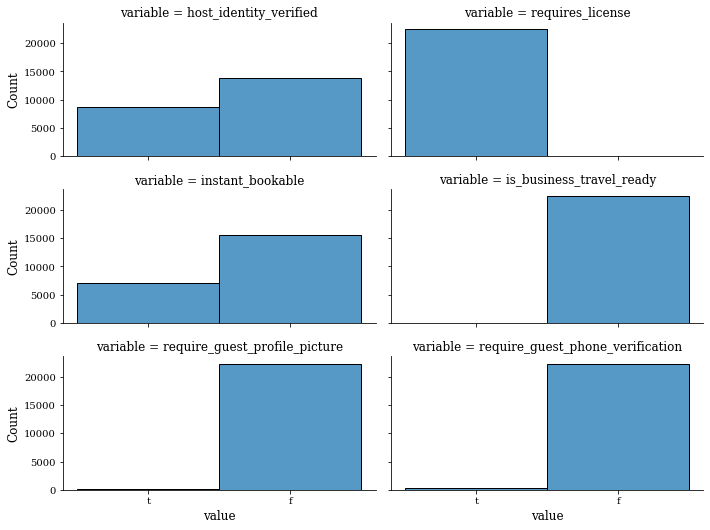 variable = host_identity_verified
variable = requires_license
20000
15000
10000
5000
0
Count
variable = instant_bookable
variable = is_business_travel_ready
20000
15000
10000
5000
0
Count
variable = require_guest_profile_picture
variable = require_guest_phone_verification
20000
15000
10000
5000
0
Count
t
f
t
f
value
value